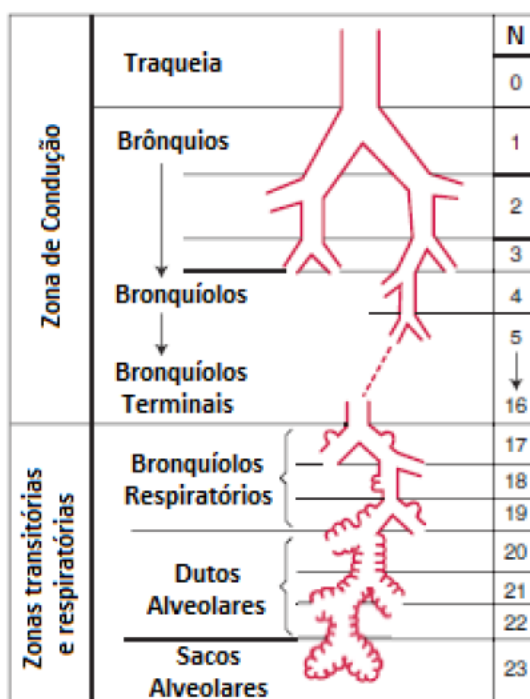 N
Zona de Condução
Traqueia
0
Brônquios
1
2
3
Bronquíolos
4
5
Bronquíolos
Terminais
16
Zonas transitórias
e respiratórias
17
Bronquíolos
Respiratórios
18
19
20
Dutos
Alveolares
21
22
Sacos
Alveolares
23